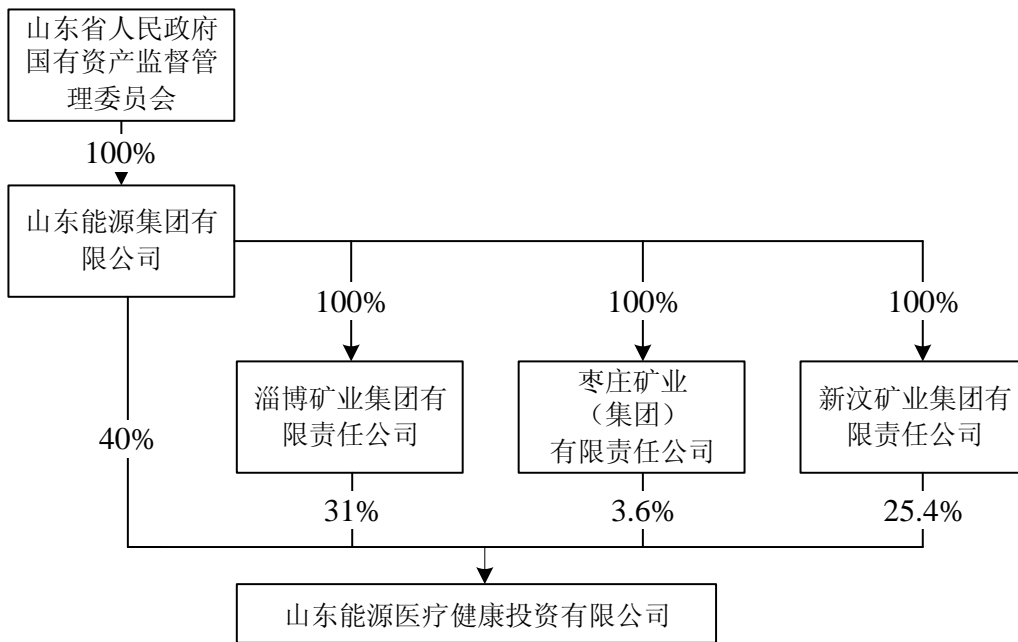 山东省人民政府
国有资产监督管
理委员会
100%
山东能源集团有
限公司
100%
100%
100%
淄博矿业集团有
限责任公司
枣庄矿业
（集团）
有限责任公司
新汶矿业集团有
限责任公司
40%
31%
3.6%
25.4%
山东能源医疗健康投资有限公司